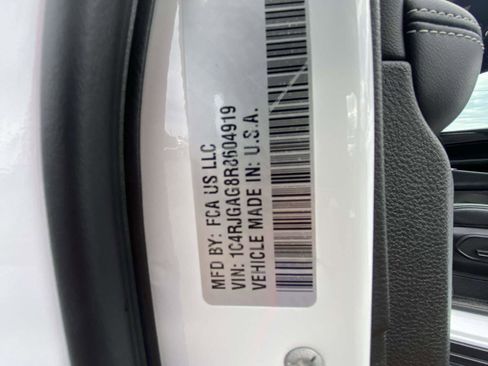 MFD BY: FCA US LLC
VIN: 1C4RJGAG8R8604919
VEHICLE MADE IN: U.S.A.